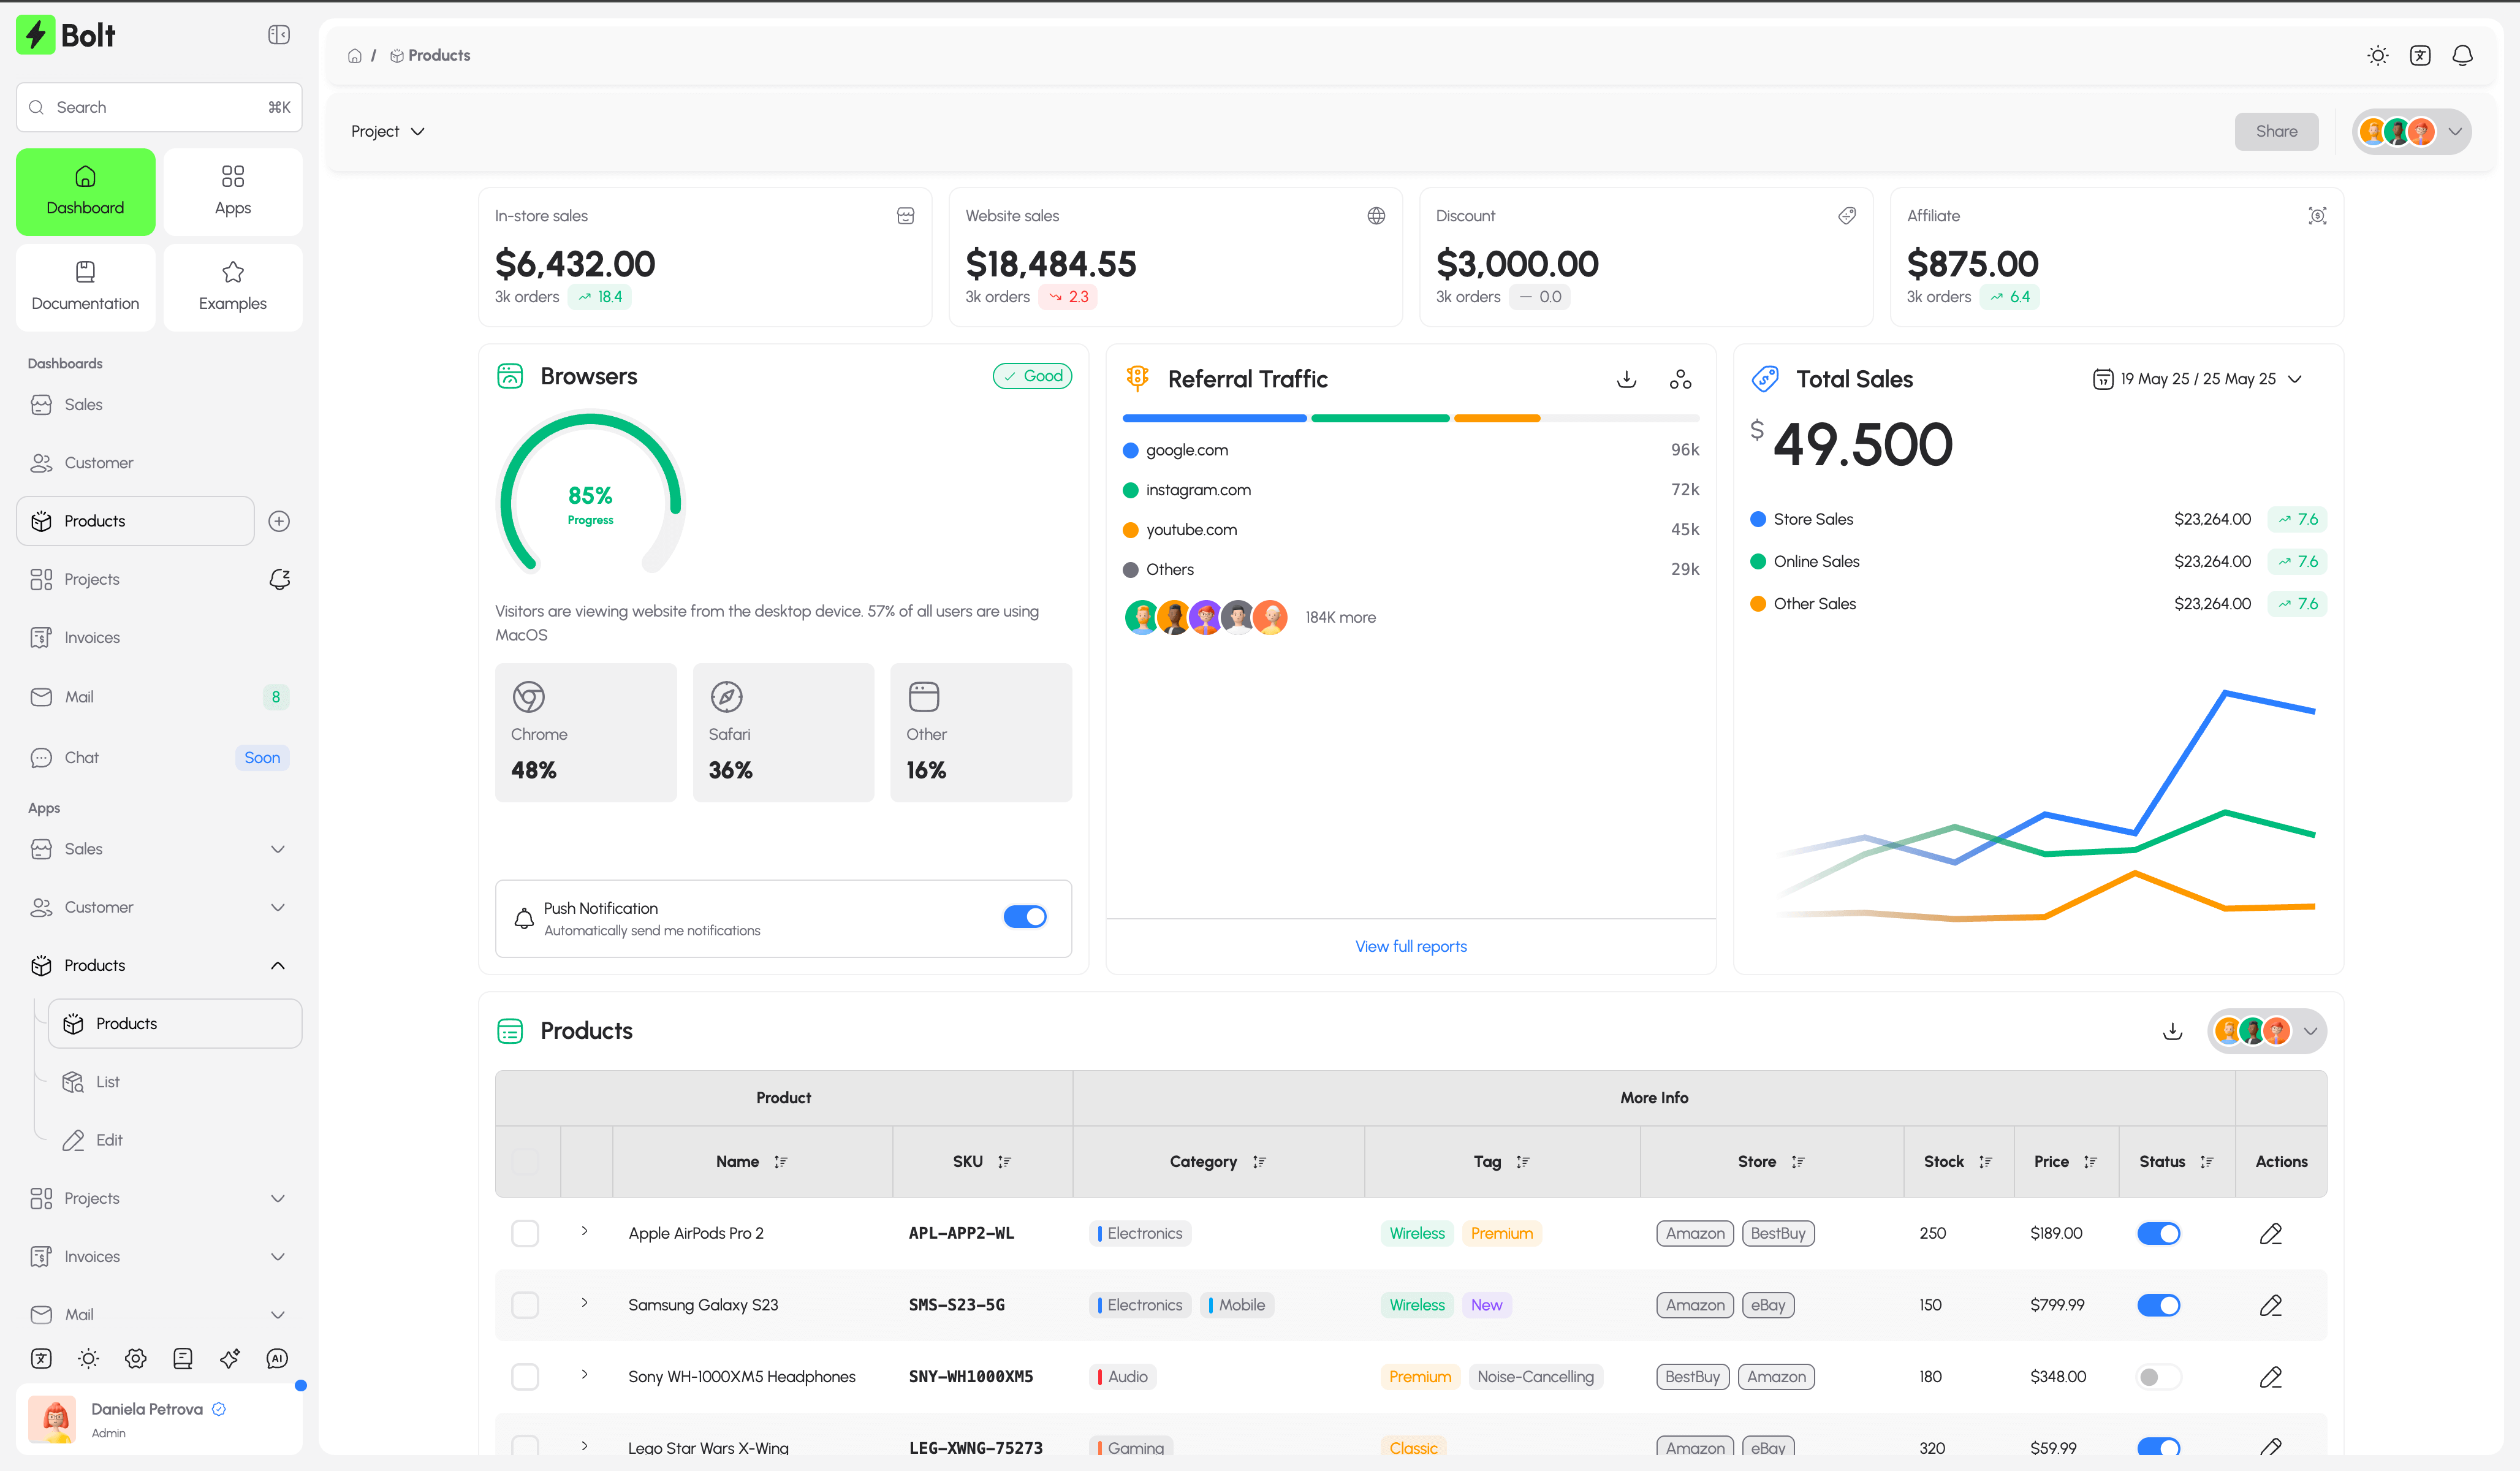 Bolt
Search ⌘K
Dashboard
Apps
Documentation
Examples
Dashboards
Sales
Customer
Products
Projects
Invoices
Mail 8
Chat Soon
Apps
Sales
Customer
Products
Products
List
Edit
Projects
Invoices
Mail
AI
Daniela Petrova
Admin
/ Products
Project
Share
In-store sales
$6,432.00
3k orders 18.4
Website sales
$18,484.55
3k orders 2.3
Discount
$3,000.00
3k orders 0.0
Affiliate
$875.00
3k orders 6.4
Browsers
Good
85%
Progress
Visitors are viewing website from the desktop device. 57% of all users are using
MacOS
Chrome
48%
Safari
36%
Other
16%
Push Notification
Automatically send me notifications
Referral Traffic
google.com 96k
instagram.com 72k
youtube.com 45k
Others 29k
184K more
View full reports
Total Sales
17 19 May 25 / 25 May 25
$ 49.500
Store Sales $23,264.00 7.6
Online Sales $23,264.00 7.6
Other Sales $23,264.00 7.6
Products
Product More Info
Name SKU Category Tag Store Stock Price Status Actions
Apple AirPods Pro 2 APL-APP2-WL Electronics Wireless Premium Amazon BestBuy 250 $189.00
Samsung Galaxy S23 SMS-S23-5G Electronics Mobile Wireless New Amazon eBay 150 $799.99
Sony WH-1000XM5 Headphones SNY-WH1000XM5 Audio Premium Noise-Cancelling BestBuy Amazon 180 $348.00
Lego Star Wars X-Wing LEG-XWNG-75273 Gaming Classic Amazon eBay 320 $59.99